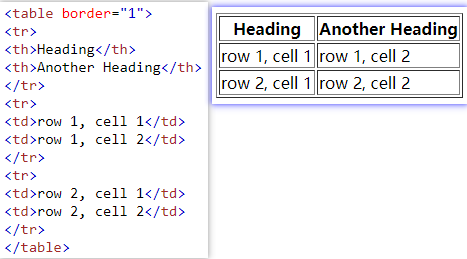 <table border="1">
<tr>
<th>Heading</th>
<th>Another Heading</th>
</tr>
<tr>
<td>row 1, cell 1</td>
<td>row 1, cell 2</td>
</tr>
<tr>
<td>row 2, cell 1</td>
<td>row 2, cell 2</td>
</tr>
</table>
Heading Another Heading
row 1, cell 1 row 1, cell 2
row 2, cell 1 row 2, cell 2